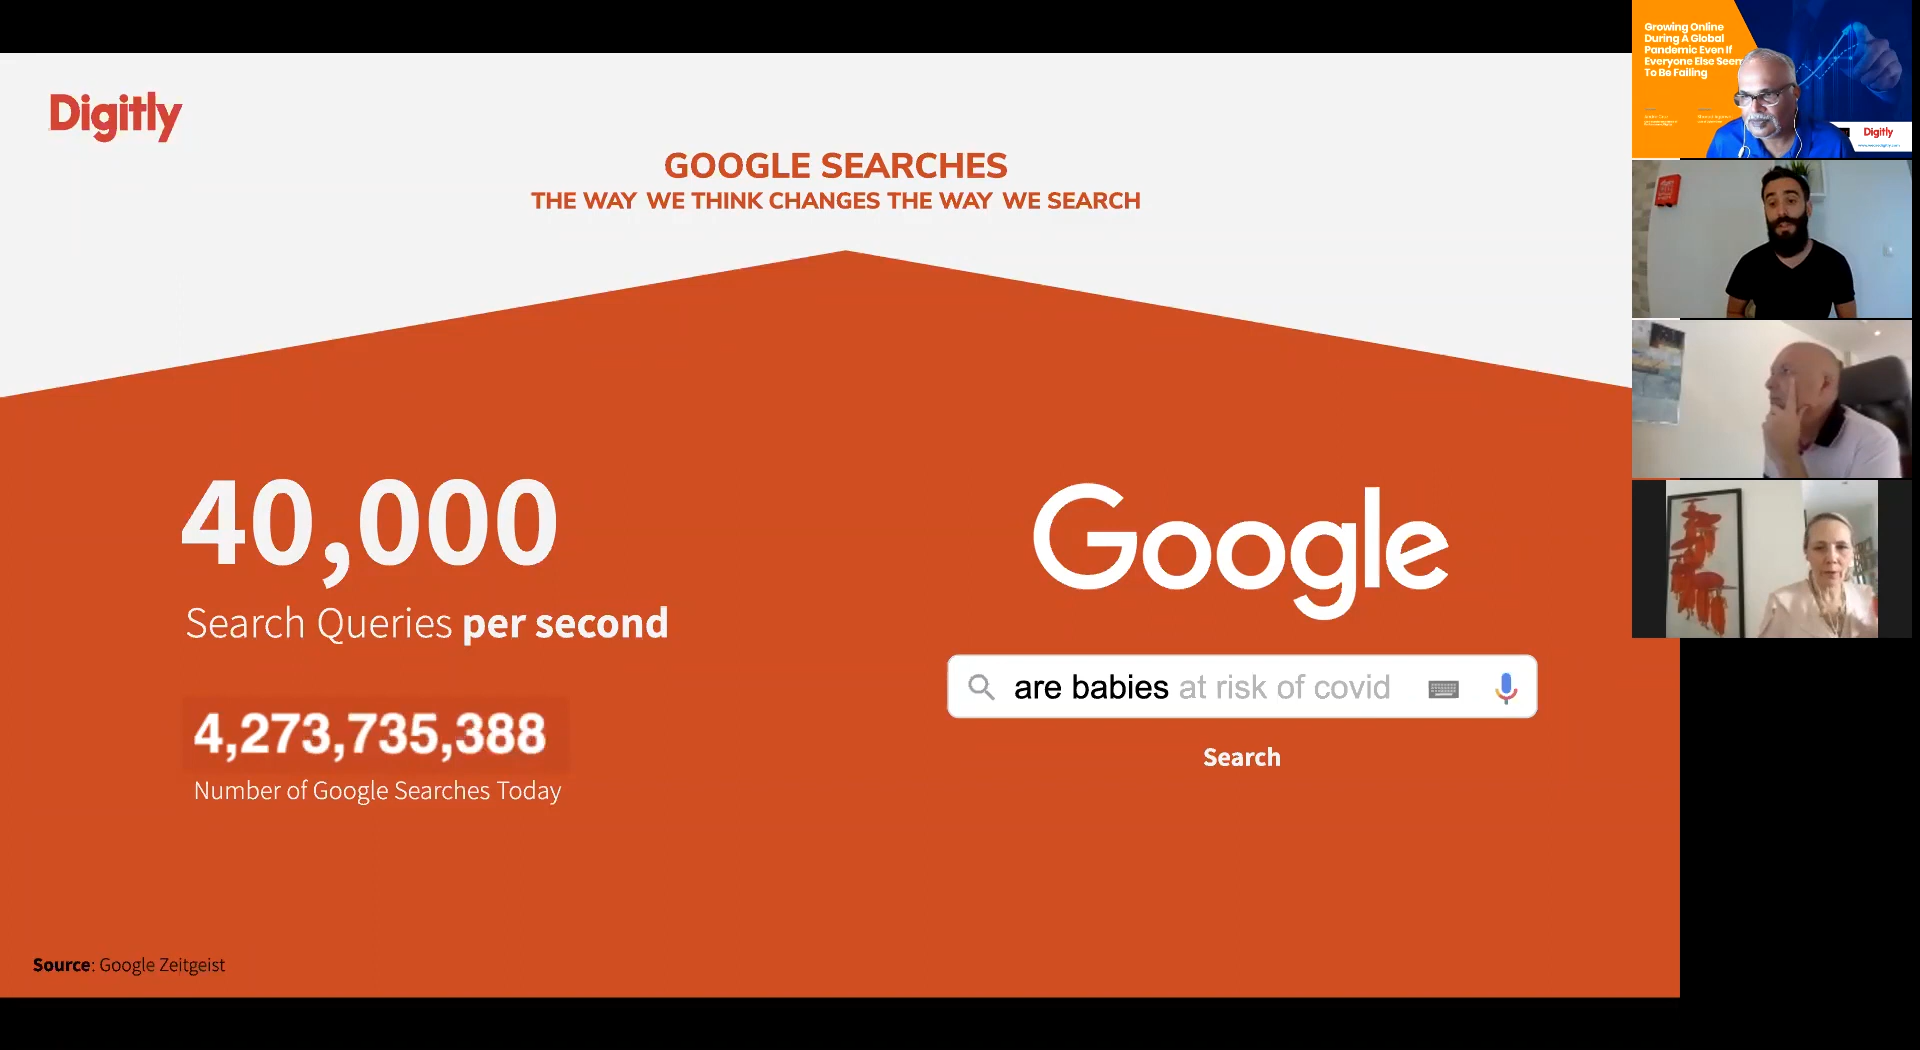 Digitly
GOOGLE SEARCHES
THE WAY WE THINK CHANGES THE WAY WE SEARCH
40,000
Search Queries per second
4,273,735,388
Number of Google Searches Today
Google
are babies at risk of covid
Search
Source: Google Zeitgeist
Growing Online
During A Global
Pandemic Even If
Everyone Else Seem
To Be Failing
Digitly